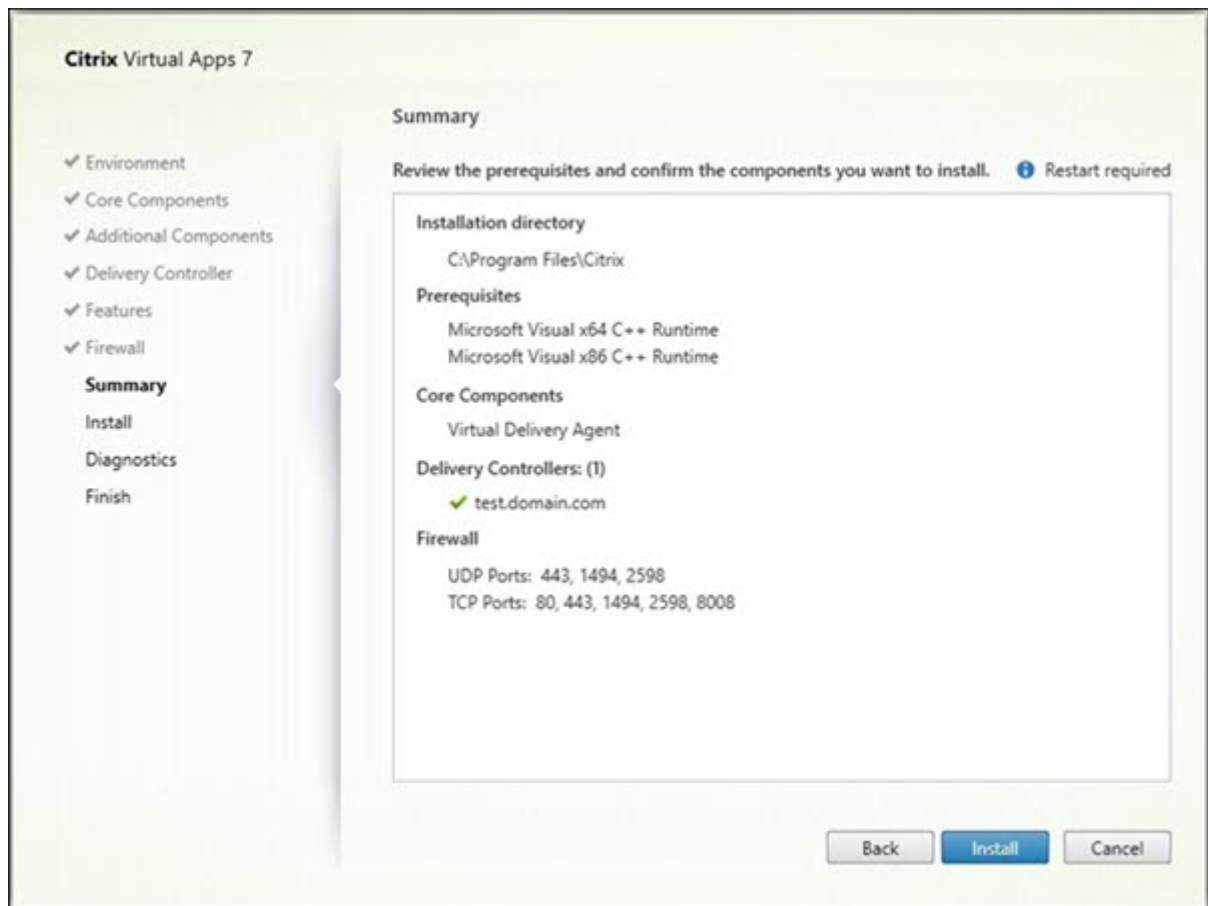 Citrix Virtual Apps 7
Environment
Core Components
Additional Components
Delivery Controller
Features
Firewall
Summary
Install
Diagnostics
Finish
Summary
Review the prerequisites and confirm the components you want to install.
Restart required
Installation directory
C:\Program Files\Citrix
Prerequisites
Microsoft Visual x64 C++ Runtime
Microsoft Visual x86 C++ Runtime
Core Components
Virtual Delivery Agent
Delivery Controllers: (1)
test.domain.com
Firewall
UDP Ports: 443, 1494, 2598
TCP Ports: 80, 443, 1494, 2598, 8008
Back
Install
Cancel